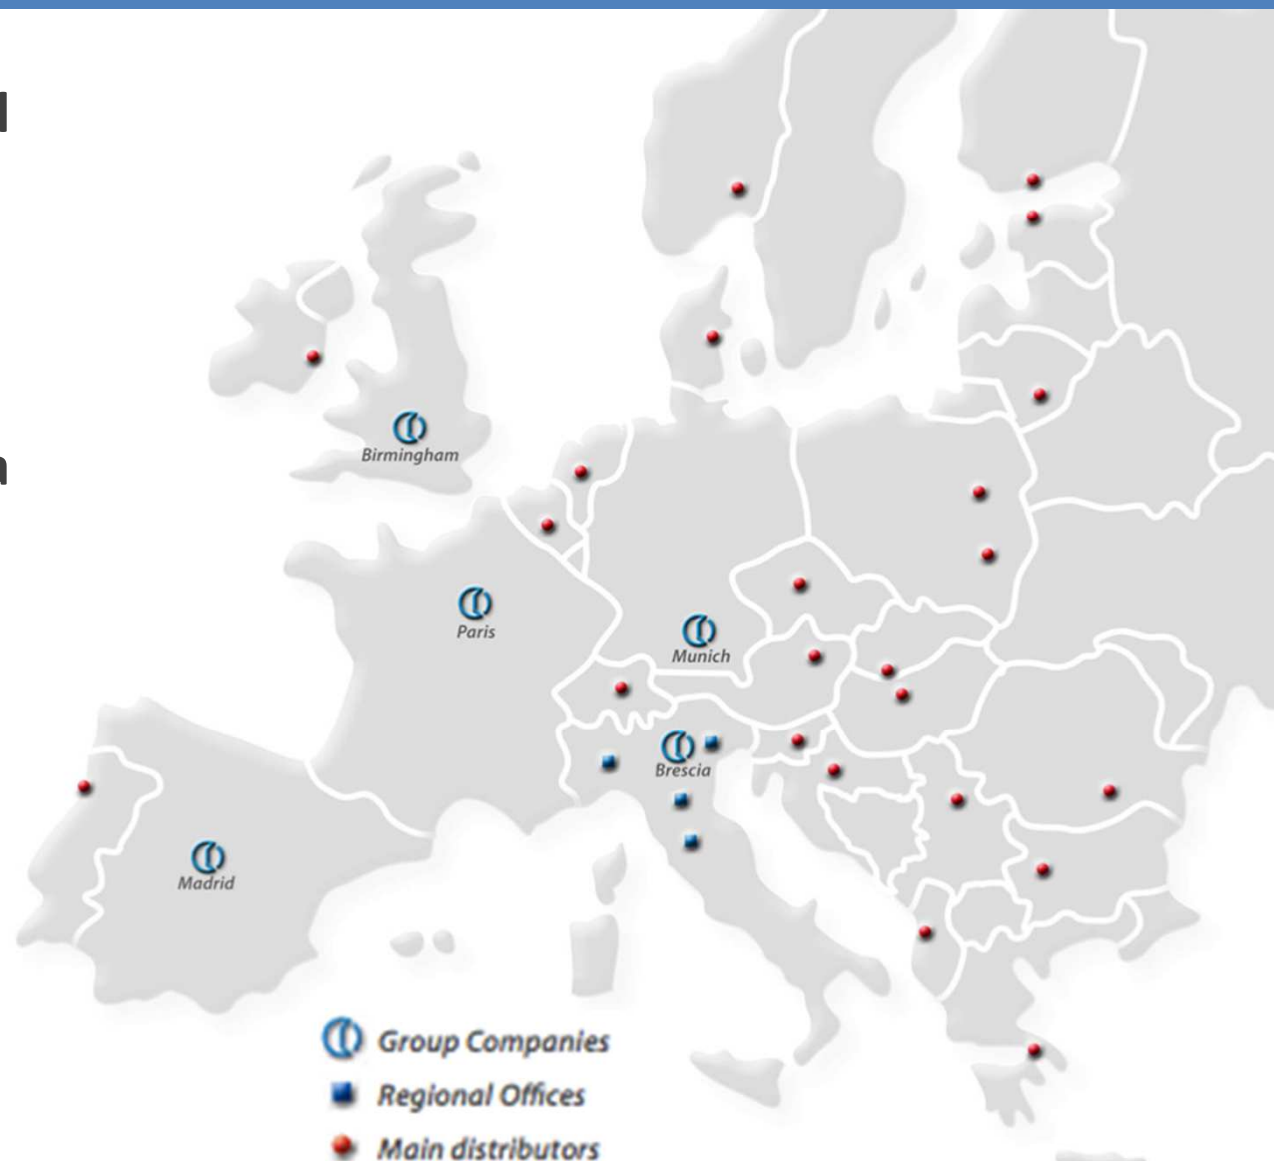 Birmingham
Paris
Munich
Brescia
Madrid
Group Companies
Regional Offices
Main distributors